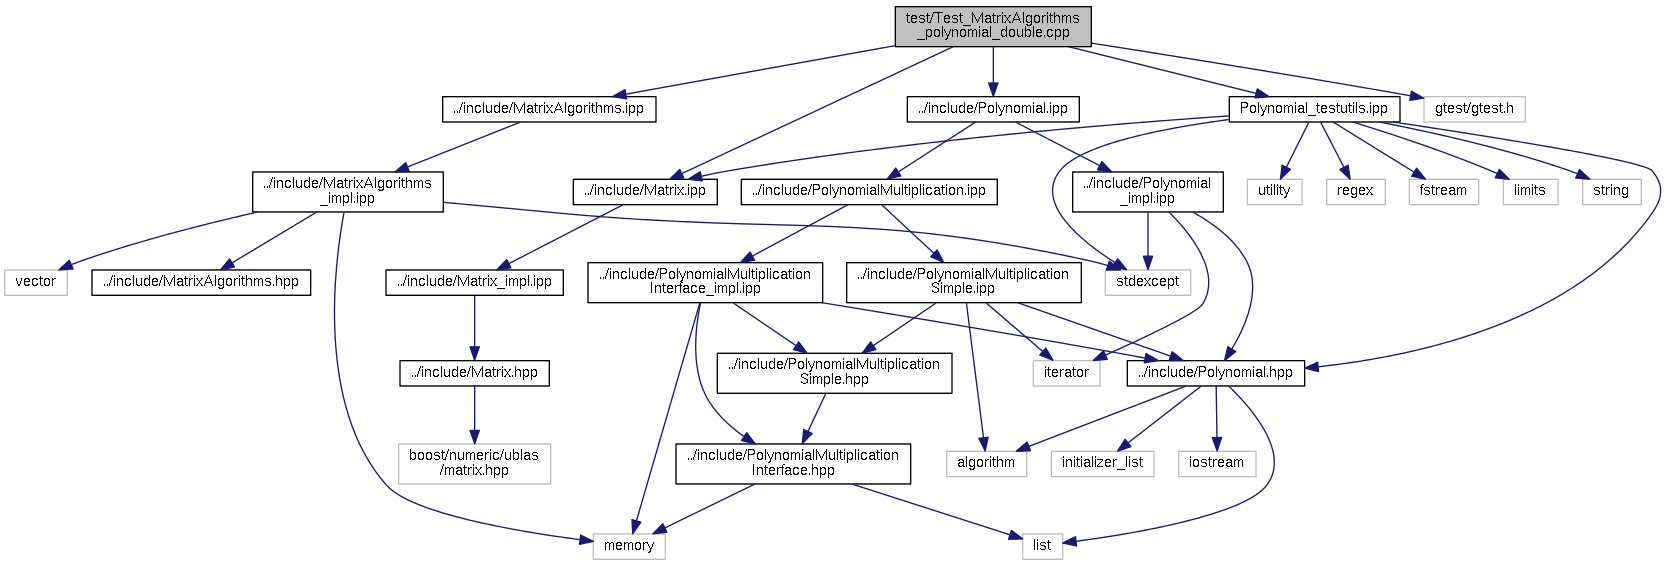 test/Test_MatrixAlgorithms
_polynomial_double.cpp
../include/MatrixAlgorithms.ipp
../include/Polynomial.ipp
Polynomial_testutils.ipp
gtest/gtest.h
../include/MatrixAlgorithms
_impl.ipp
../include/Matrix.ipp
../include/PolynomialMultiplication.ipp
../include/Polynomial
_impl.ipp
utility
regex
fstream
limits
string
vector
../include/MatrixAlgorithms.hpp
../include/Matrix_impl.ipp
../include/PolynomialMultiplication
Interface_impl.ipp
../include/PolynomialMultiplication
Simple.ipp
stdexcept
../include/Matrix.hpp
../include/PolynomialMultiplication
Simple.hpp
iterator
../include/Polynomial.hpp
boost/numeric/ublas
/matrix.hpp
../include/PolynomialMultiplication
Interface.hpp
algorithm
initializer_list
iostream
memory
list